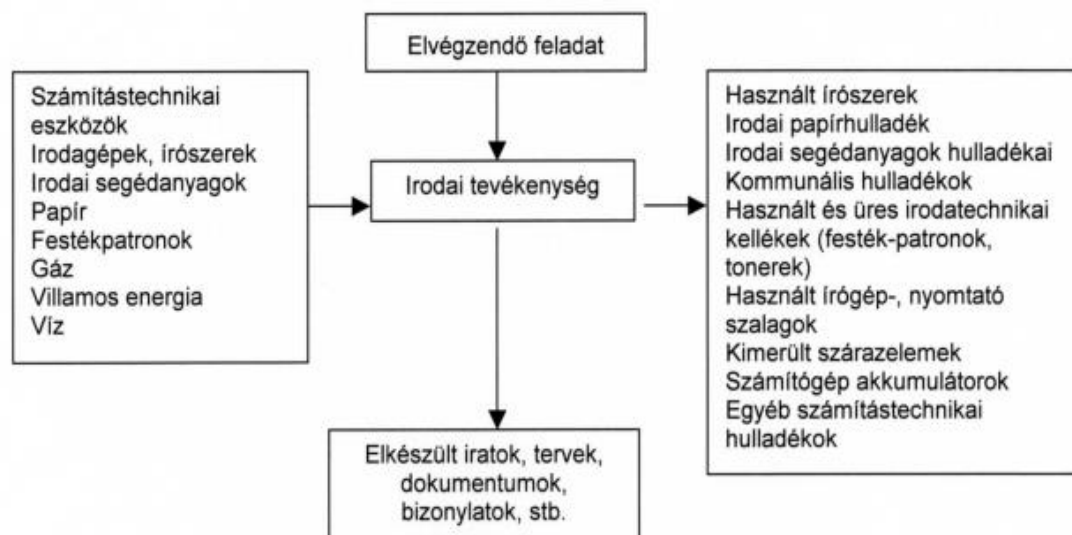 Elvégzendő feladat
Számítástechnikai
eszközök
Irodagépek, írószerek
Irodai segédanyagok
Papír
Festékpatronok
Gáz
Villamos energia
Víz
Irodai tevékenység
Használt írószerek
Irodai papírhulladék
Irodai segédanyagok hulladékai
Kommunális hulladékok
Használt és üres irodatechnikai
kellékek (festék-patronok,
tonerek)
Használt írógép-, nyomtató
szalagok
Kimerült szárazelemek
Számítógép akkumulátorok
Egyéb számítástechnikai
hulladékok
Elkészült iratok, tervek,
dokumentumok,
bizonylatok, stb.